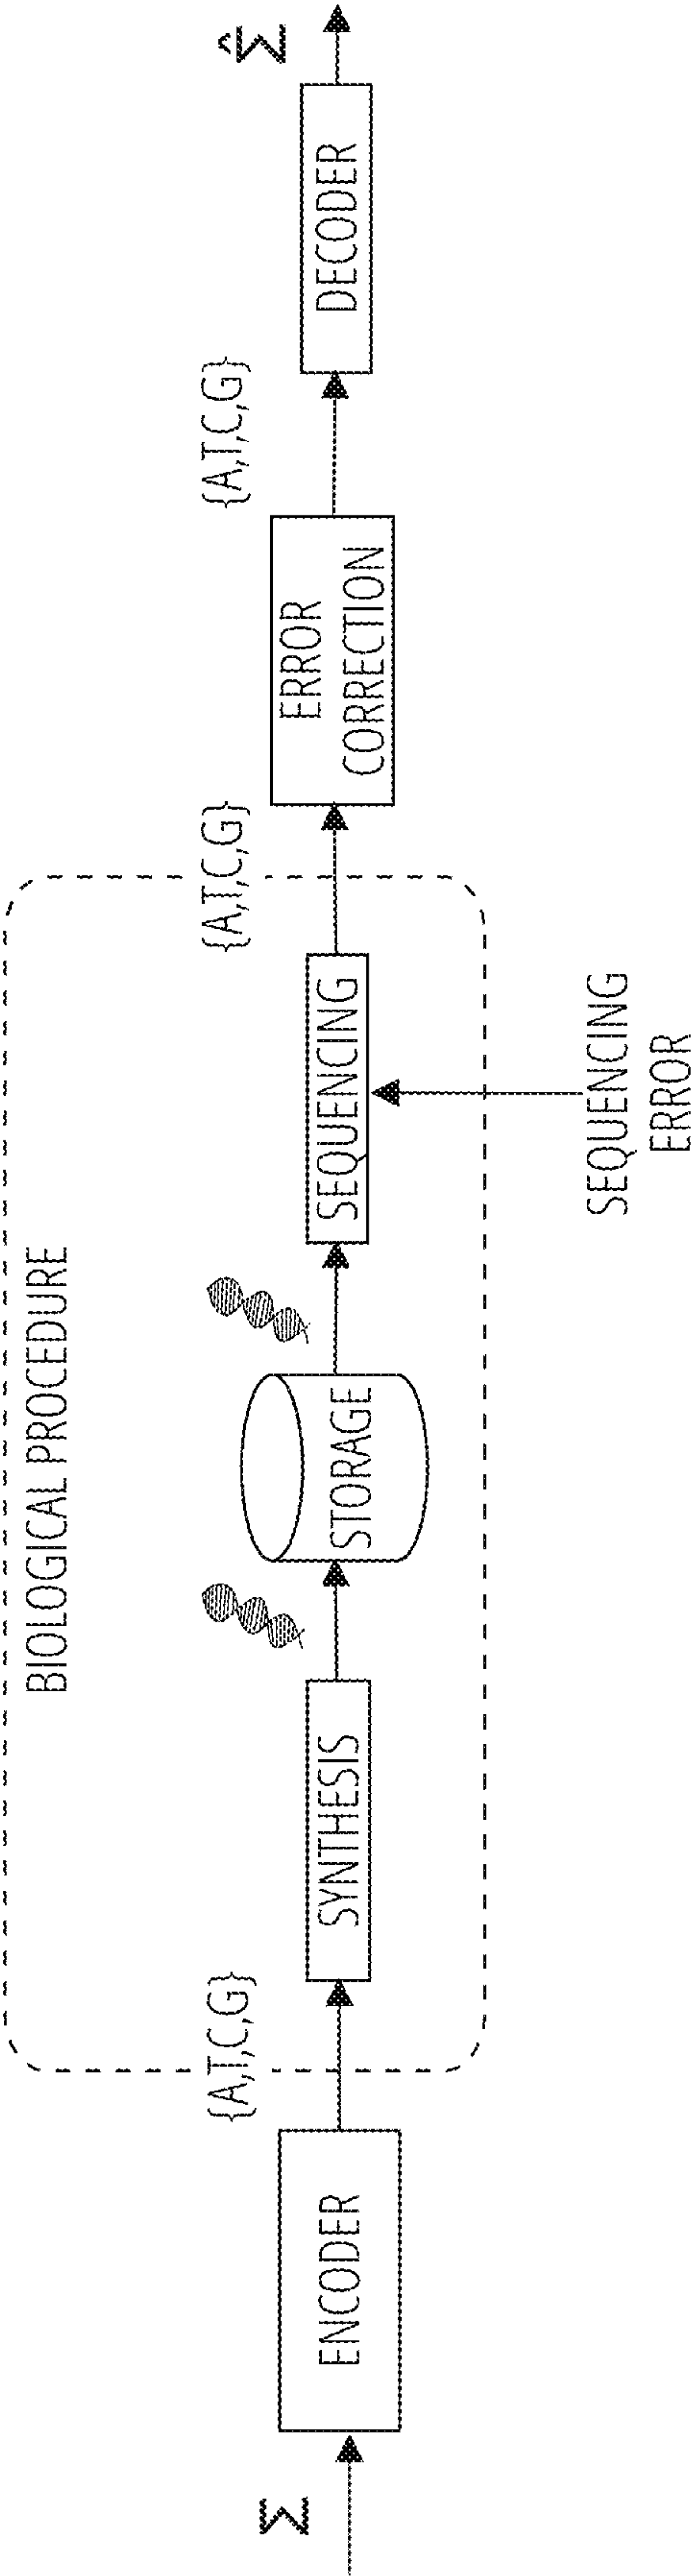 BIOLOGICAL PROCEDURE
M
ENCODER
{A,T,C,G}
SYNTHESIS
STORAGE
SEQUENCING
{A,T,C,G}
ERROR
CORRECTION
{A,T,C,G}
DECODER
M̂
SEQUENCING
ERROR